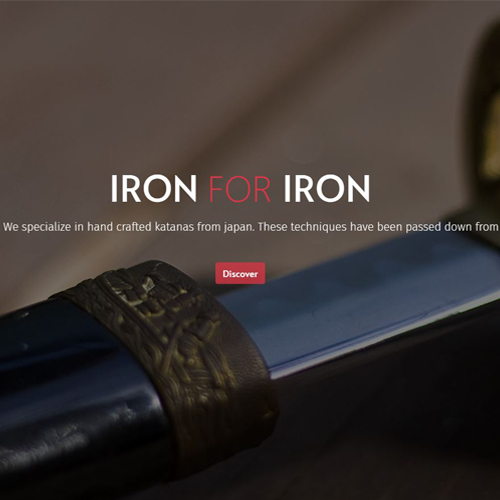 IRON FOR IRON
We specialize in hand crafted katanas from japan. These techniques have been passed down from
Discover